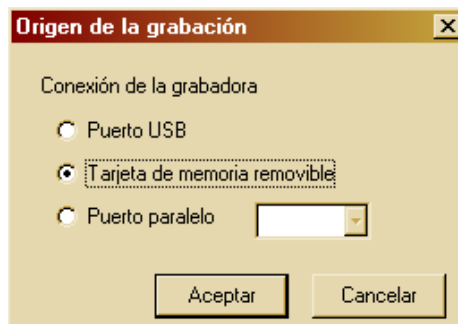 Origen de la grabación
Conexión de la grabadora
Puerto USB
Tarjeta de memoria removible
Puerto paralelo
Aceptar Cancelar